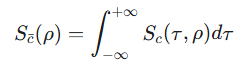 $S_{\bar{c}}(\rho) = \int_{-\infty}^{+\infty} S_c(\tau, \rho) d\tau$